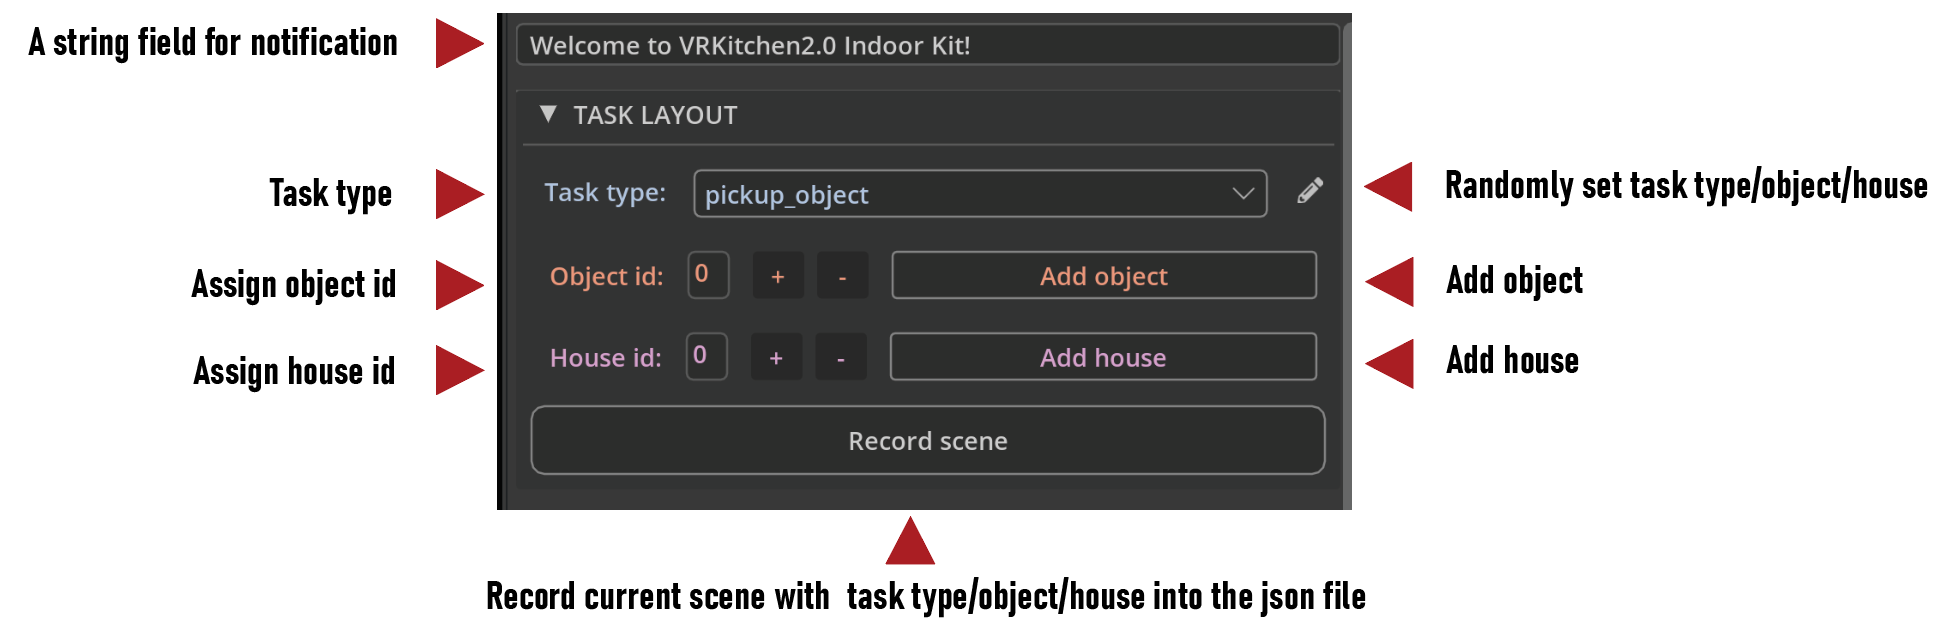 A string field for notification
Welcome to VRKitchen2.0 Indoor Kit!
TASK LAYOUT
Task type
Task type:
pickup_object
Randomly set task type/object/house
Assign object id
Object id: 0 + -
Add object
Add object
Assign house id
House id: 0 + -
Add house
Add house
Record scene
Record current scene with task type/object/house into the json file